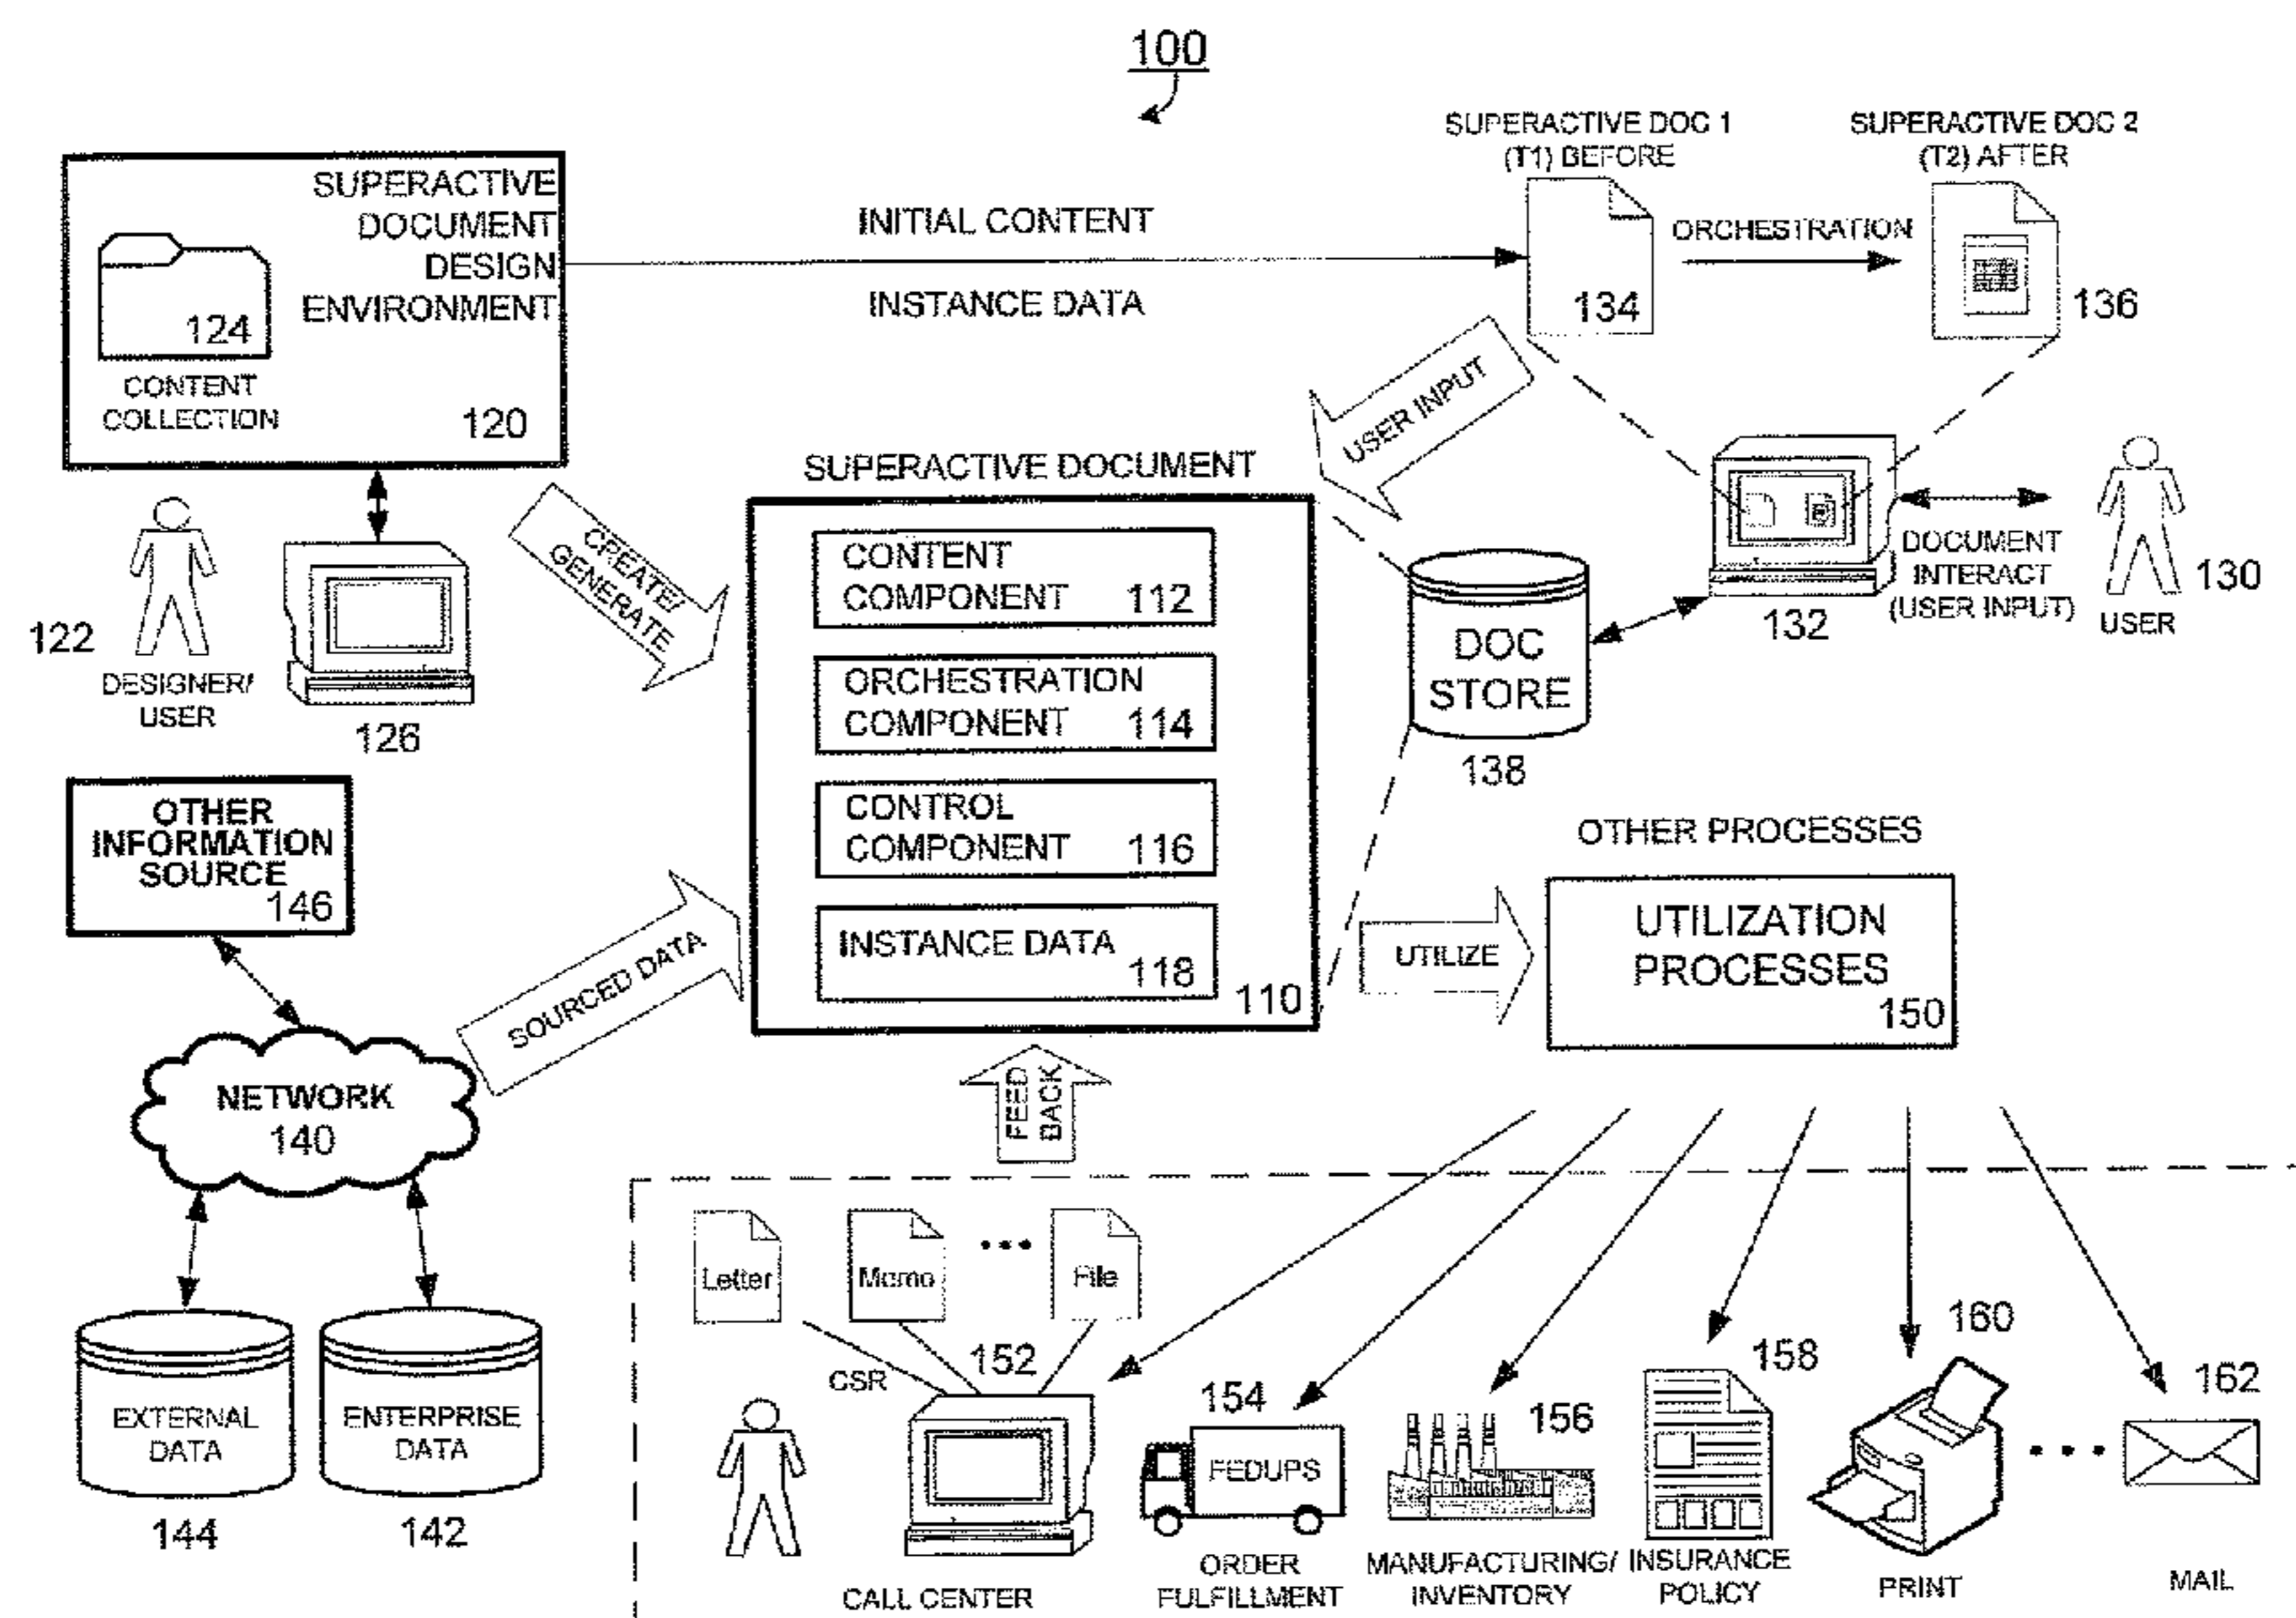 100
SUPERACTIVE DOC 1
(T1) BEFORE
SUPERACTIVE DOC 2
(T2) AFTER
SUPERACTIVE
DOCUMENT
DESIGN
ENVIRONMENT
124
CONTENT
COLLECTION
120
INITIAL CONTENT
INSTANCE DATA
134
ORCHESTRATION
136
USER INPUT
122
DESIGNER/
USER
126
CREATE/
GENERATE
SUPERACTIVE DOCUMENT
CONTENT
COMPONENT 112
ORCHESTRATION
COMPONENT 114
CONTROL
COMPONENT 116
INSTANCE DATA
118
110
DOC
STORE
138
132
DOCUMENT
INTERACT
(USER INPUT)
130
USER
OTHER
INFORMATION
SOURCE
146
SOURCED DATA
NETWORK
140
EXTERNAL
DATA
144
ENTERPRISE
DATA
142
FEED
BACK
UTILIZE
OTHER PROCESSES
UTILIZATION
PROCESSES
150
Letter
Memo
File
CSR
152
CALL CENTER
154
FEDUPS
ORDER
FULFILLMENT
156
MANUFACTURING/
INVENTORY
158
INSURANCE
POLICY
160
PRINT
162
MAIL